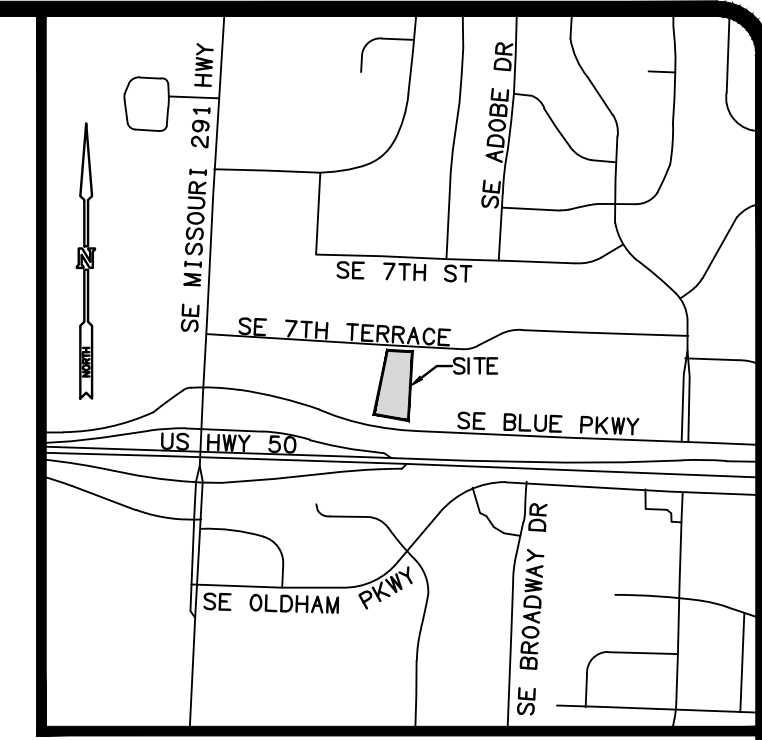 SE MISSOURI 291 HWY
SE ADOBE DR
N
NORTH
SE 7TH ST
SE 7TH TERRACE
SITE
SE BLUE PKWY
US HWY 50
SE OLDHAM PKWY
SE BROADWAY DR